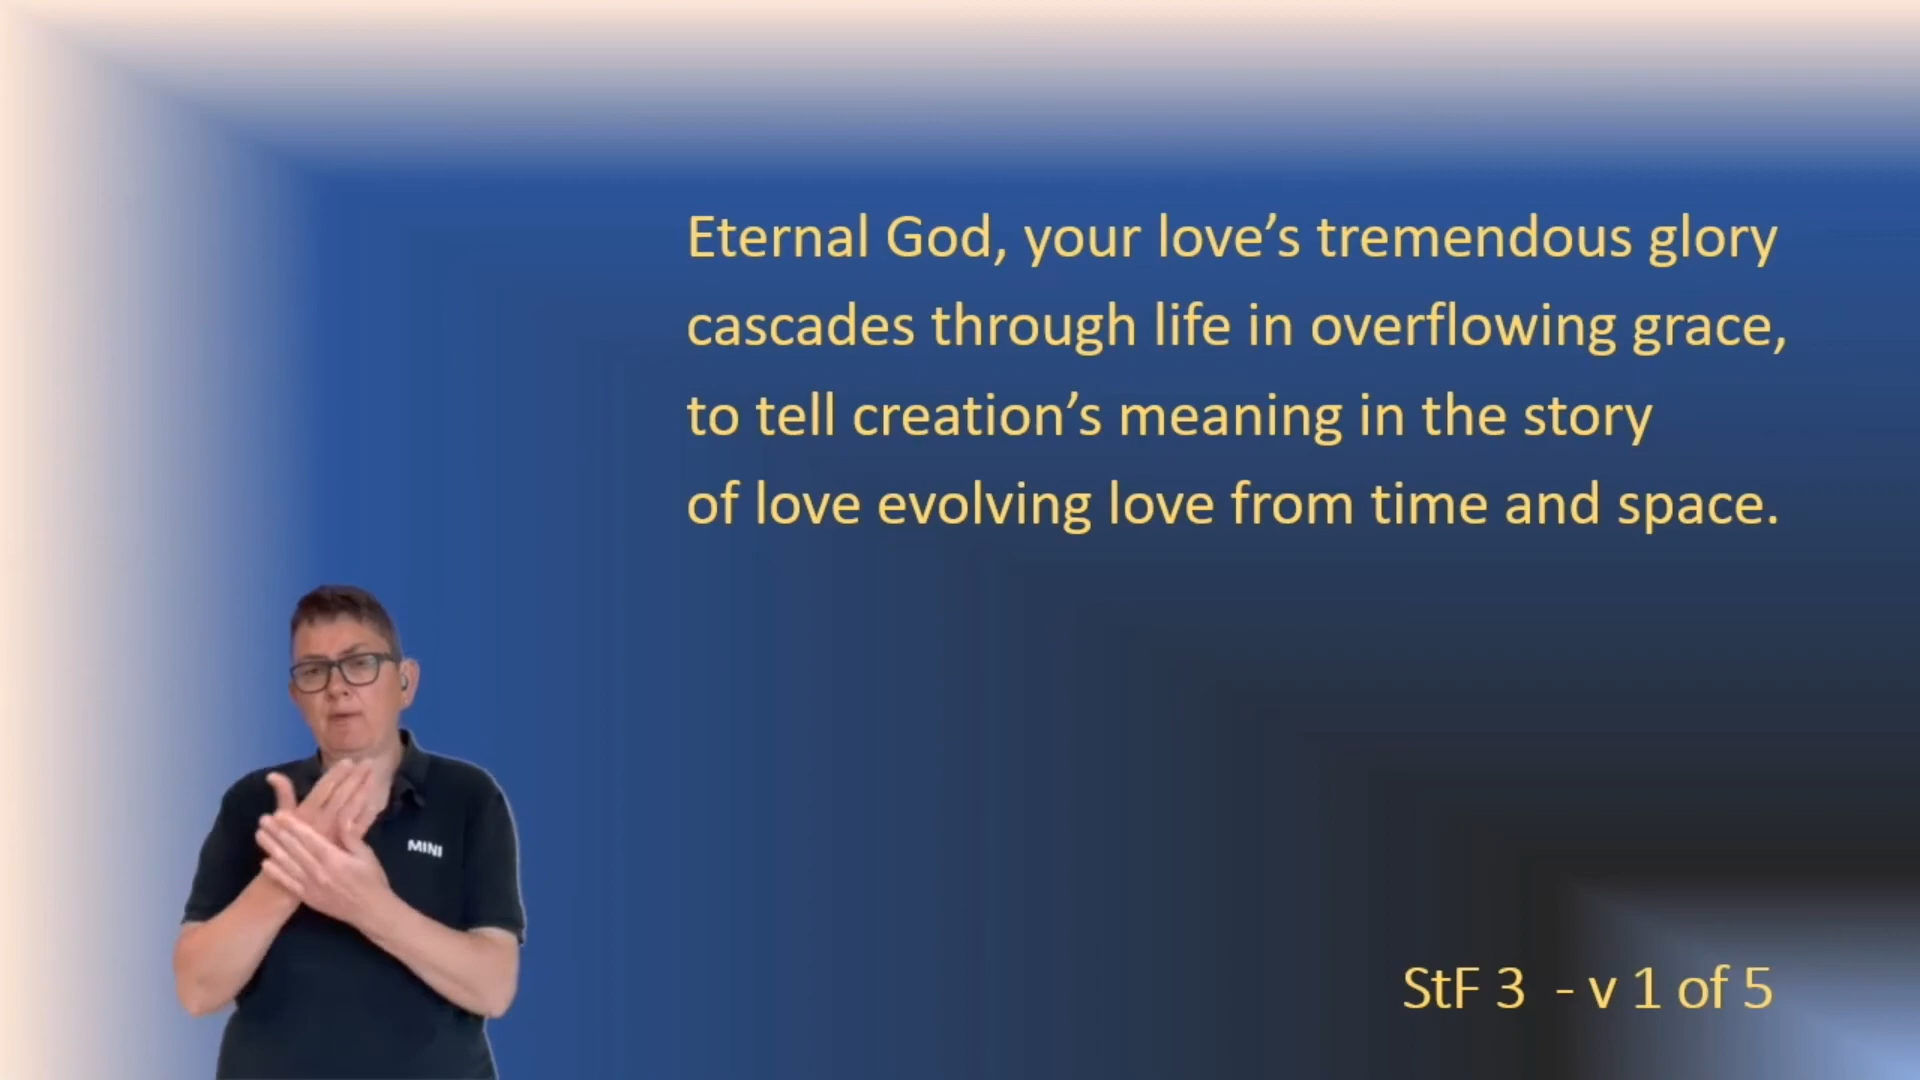 Eternal God, your love’s tremendous glory
cascades through life in overflowing grace,
to tell creation’s meaning in the story
of love evolving love from time and space.
MINI
StF 3 - v 1 of 5